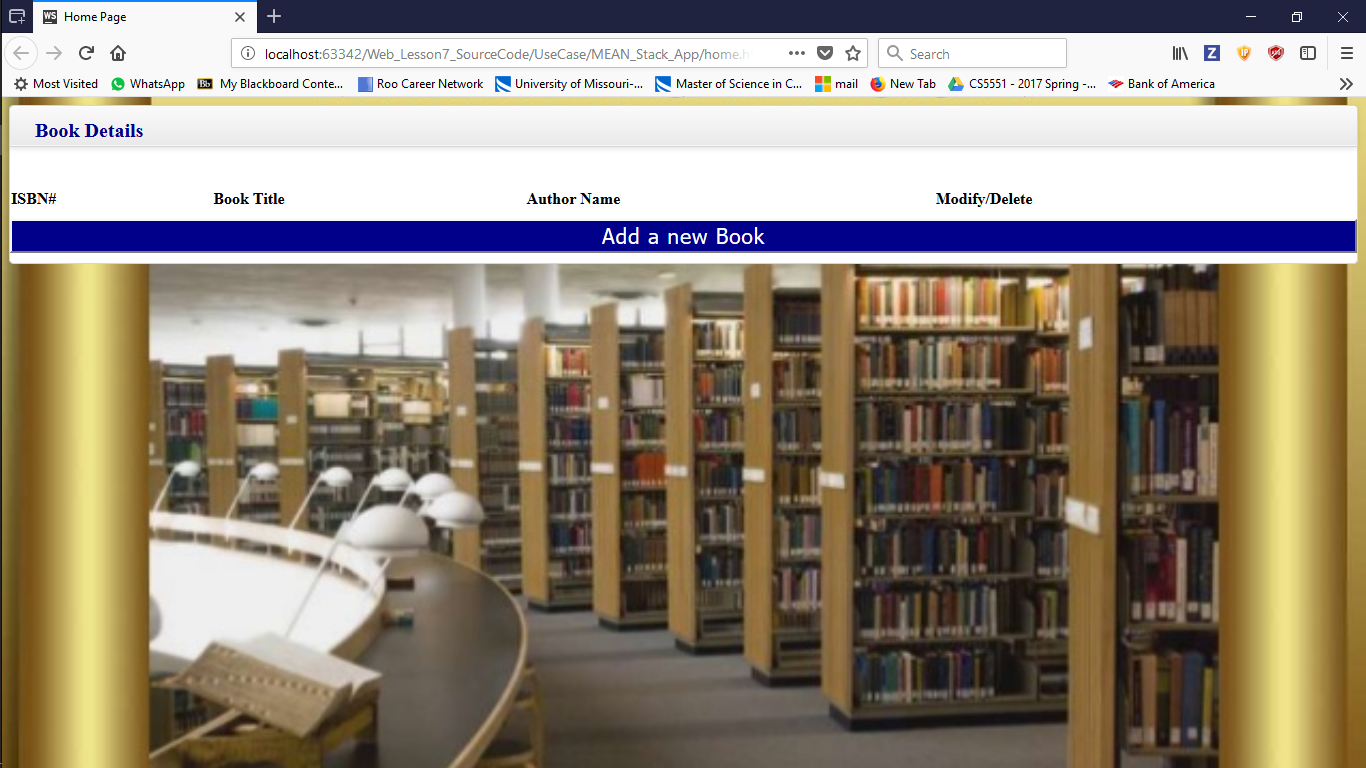 WS Home Page
localhost:63342/Web_Lesson7_SourceCode/UseCase/MEAN_Stack_App/home.h
Search
Most Visited WhatsApp Bb My Blackboard Conte... Roo Career Network University of Missouri-... Master of Science in C... mail New Tab CS5551 - 2017 Spring -... Bank of America
Book Details
ISBN# Book Title Author Name Modify/Delete
Add a new Book